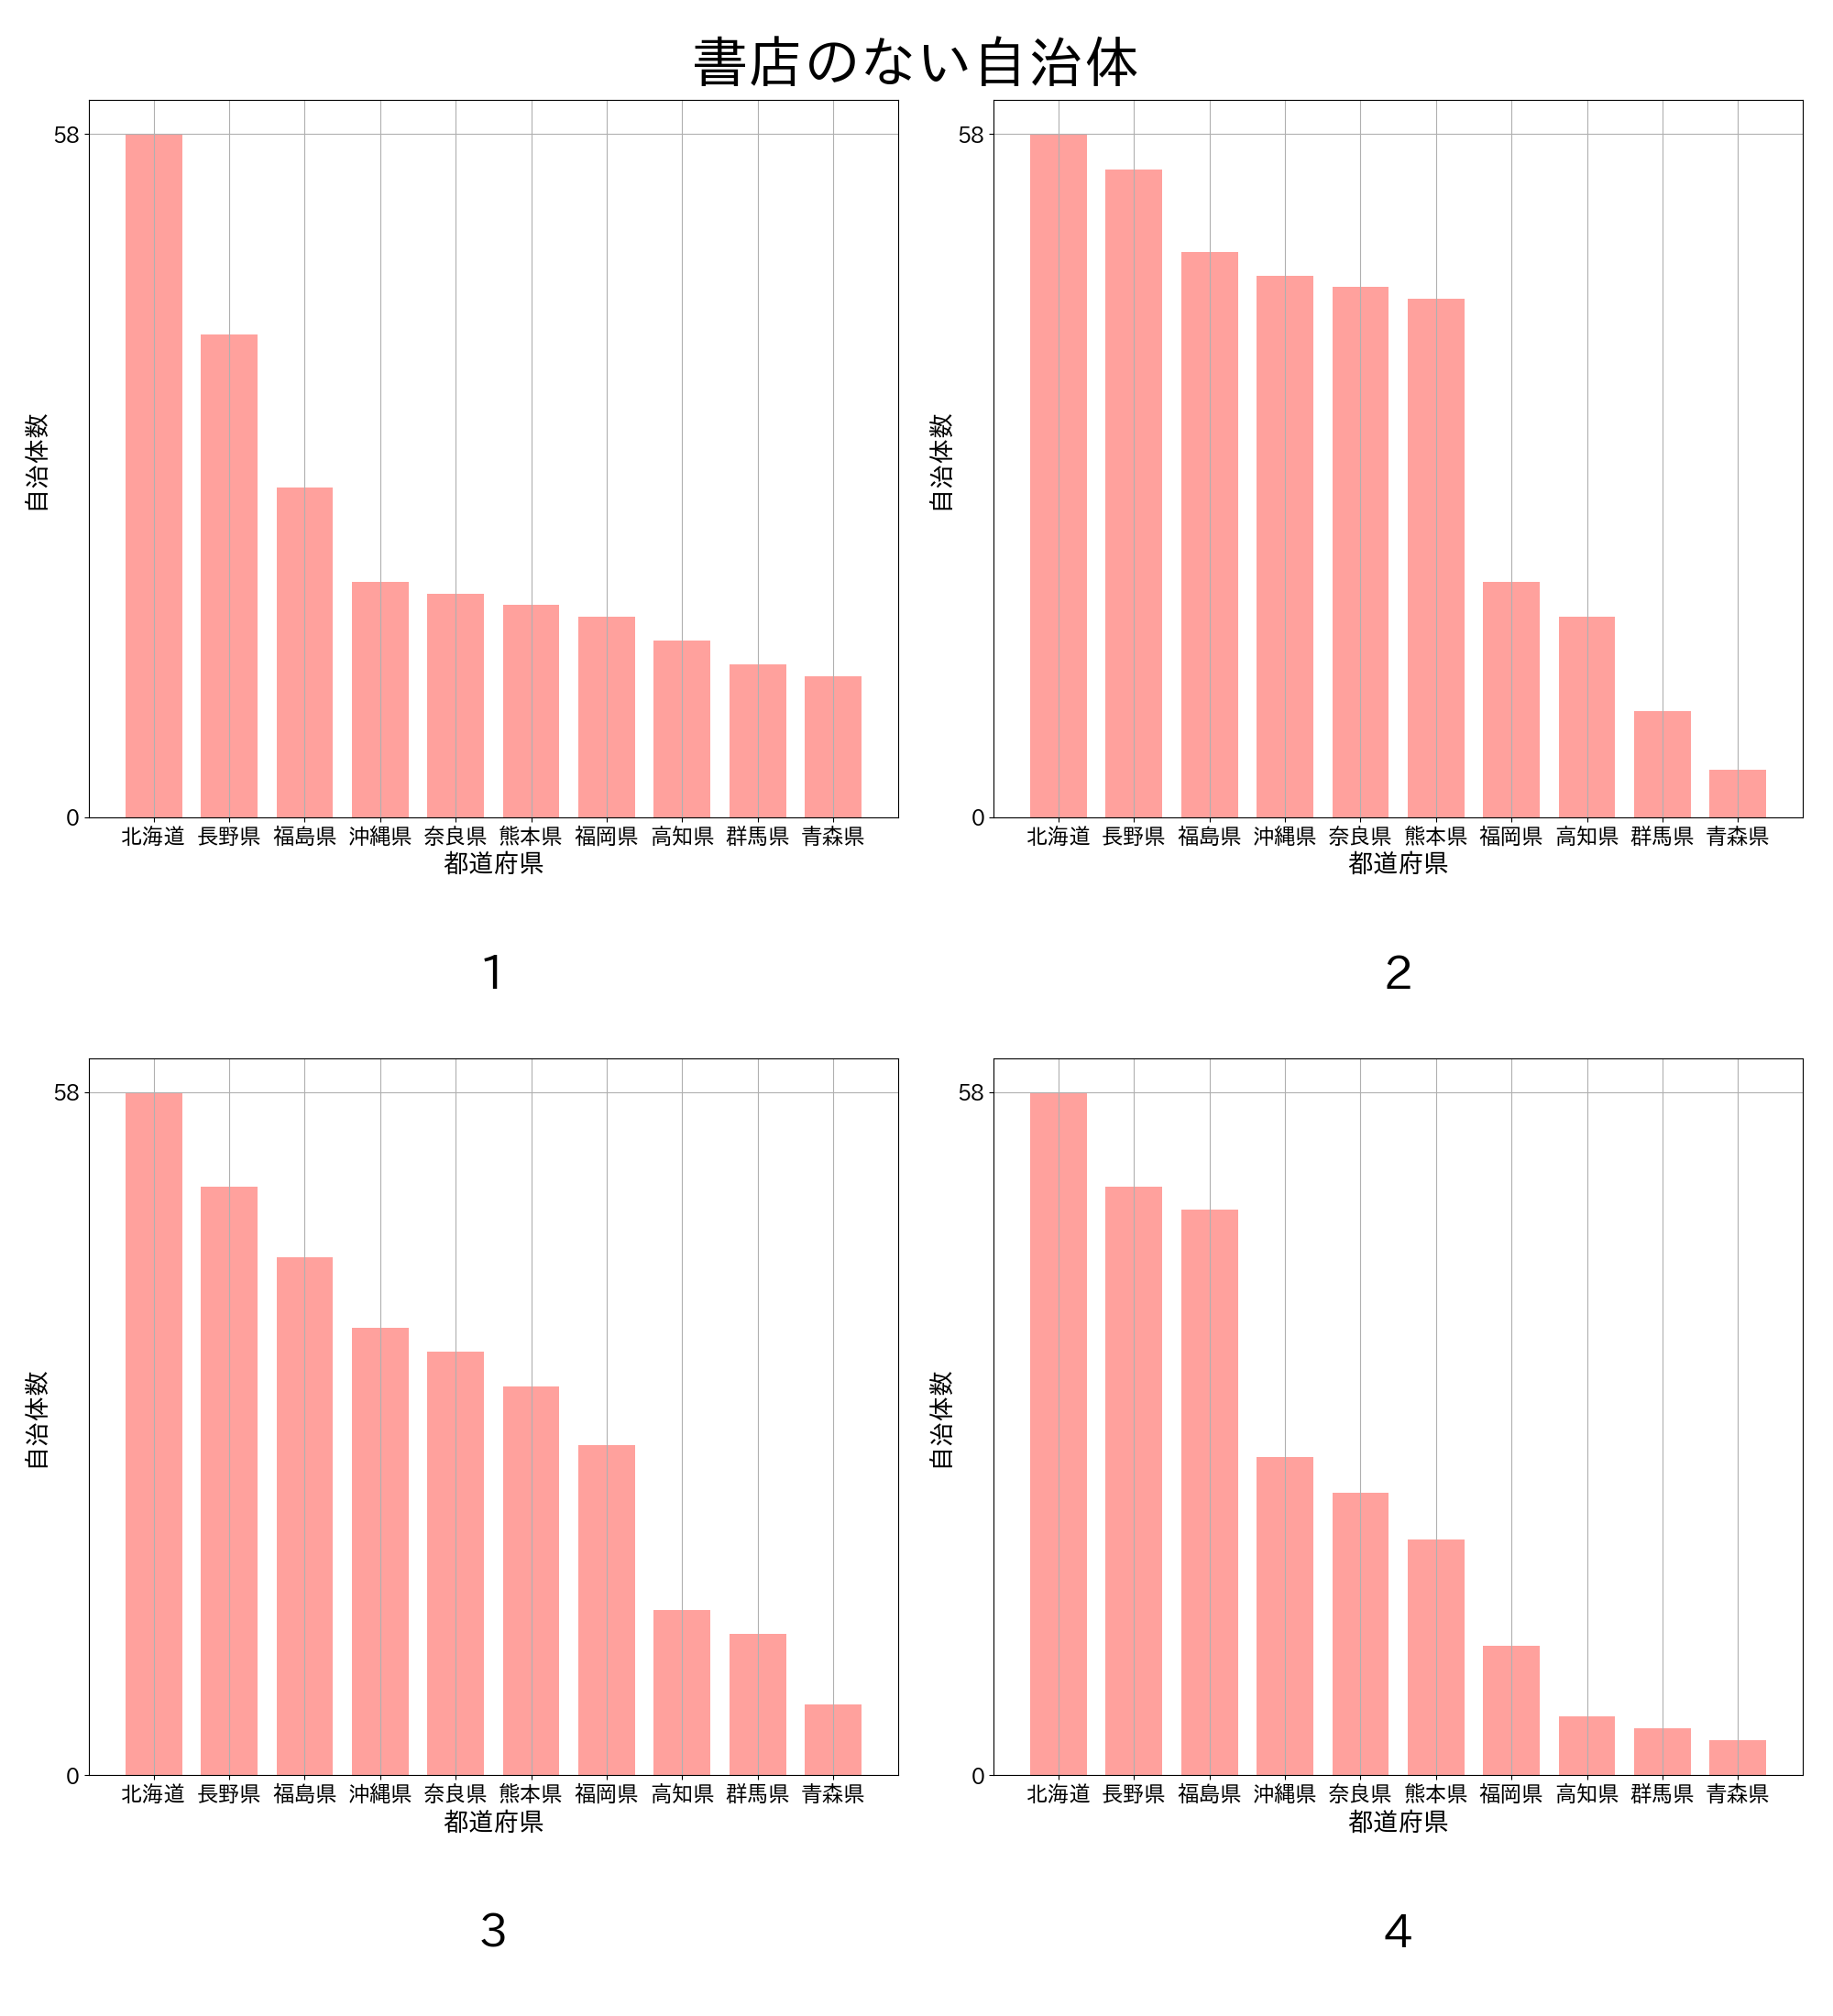 書店のない自治体
58
0
自治体数
北海道 長野県 福島県 沖縄県 奈良県 熊本県 福岡県 高知県 群馬県 青森県
都道府県
1
58
0
自治体数
北海道 長野県 福島県 沖縄県 奈良県 熊本県 福岡県 高知県 群馬県 青森県
都道府県
2
58
0
自治体数
北海道 長野県 福島県 沖縄県 奈良県 熊本県 福岡県 高知県 群馬県 青森県
都道府県
3
58
0
自治体数
北海道 長野県 福島県 沖縄県 奈良県 熊本県 福岡県 高知県 群馬県 青森県
都道府県
4